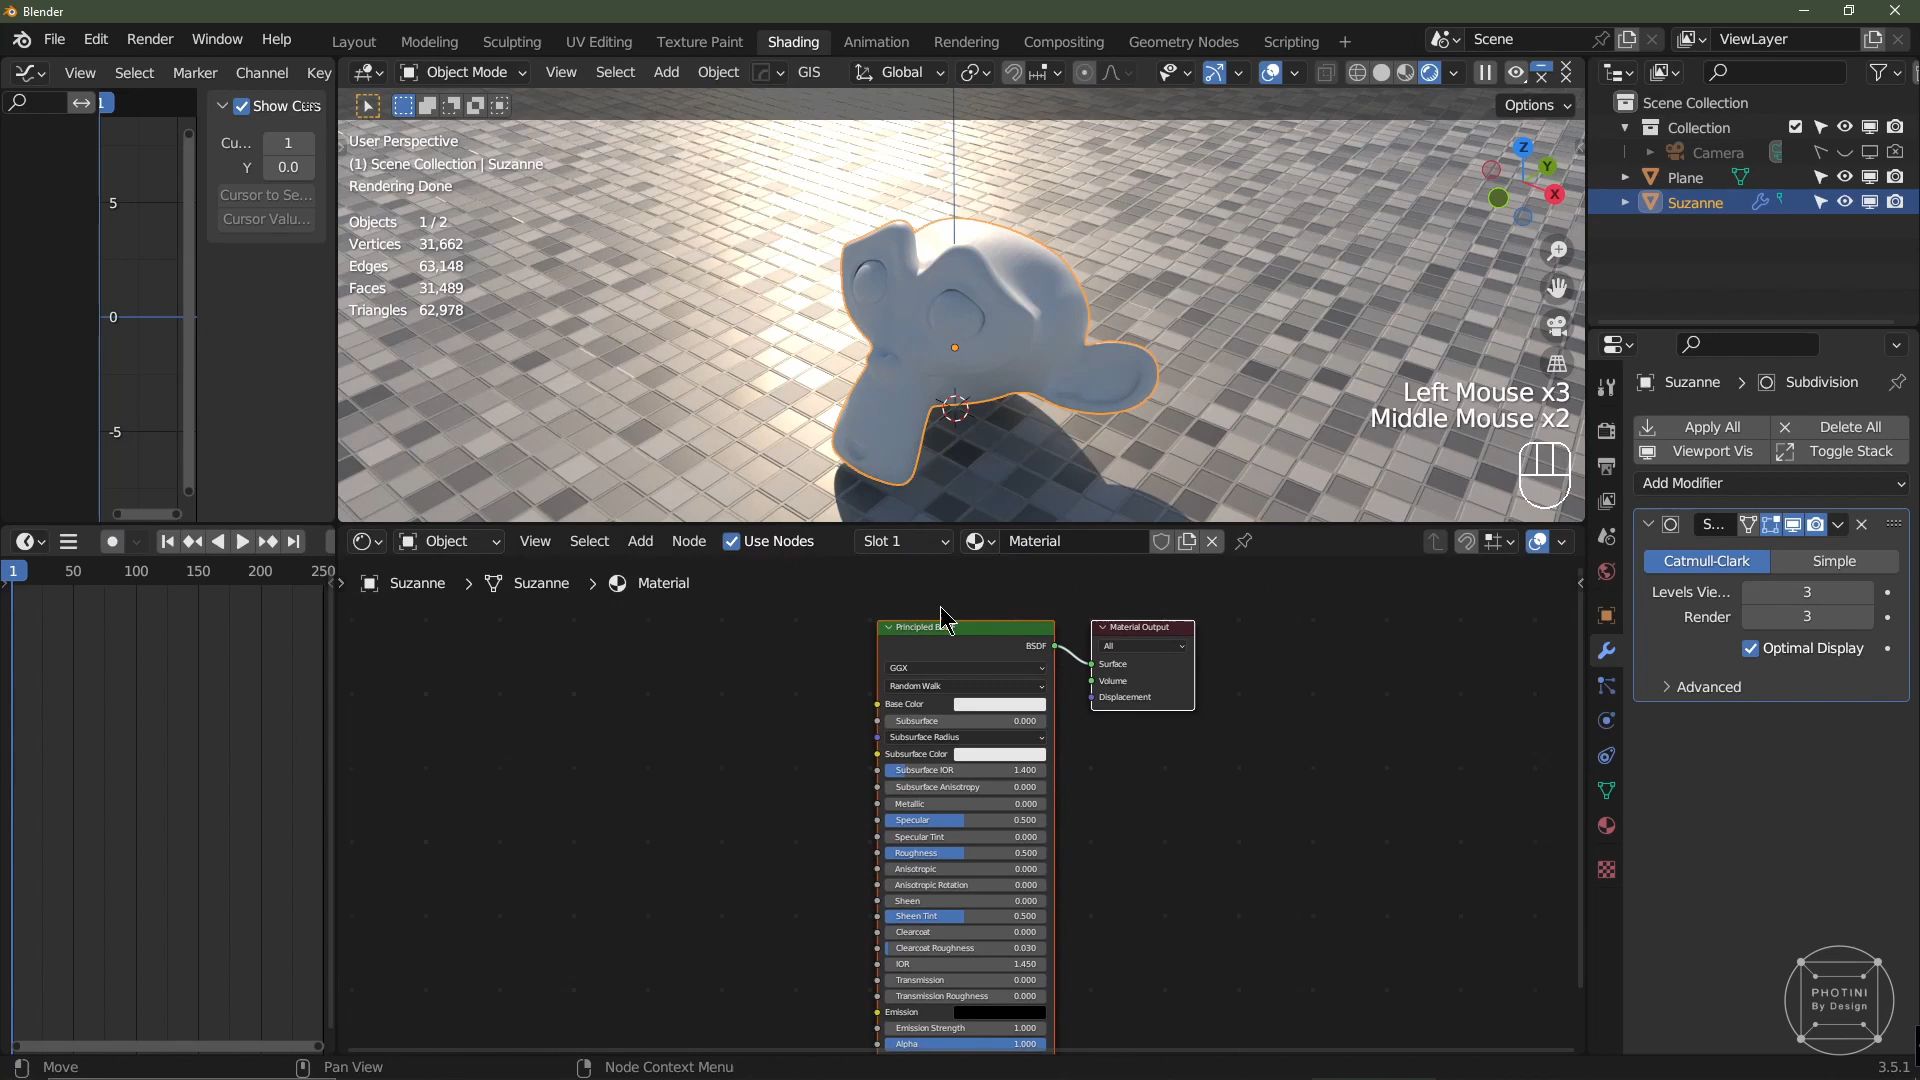 Blender
File Edit Render Window Help
Layout Modeling Sculpting UV Editing Texture Paint Shading Animation Rendering Compositing Geometry Nodes Scripting +
Scene
ViewLayer
View Select Marker Channel Key
Object Mode View Select Add Object GIS Global
Options
1
Show Curs
Cu... 1
Y 0.0
Cursor to Se...
Cursor Valu...
5
0
-5
User Perspective
(1) Scene Collection | Suzanne
Rendering Done
Objects 1 / 2
Vertices 31,662
Edges 63,148
Faces 31,489
Triangles 62,978
Z
Y
X
Left Mouse x3
Middle Mouse x2
Scene Collection
Collection
Camera
Plane
Suzanne
Suzanne > Subdivision
Apply All Delete All
Viewport Vis Toggle Stack
Add Modifier
S...
Catmull-Clark Simple
Levels Vie... 3
Render 3
Optimal Display
Advanced
1 50 100 150 200 250
Object View Select Add Node Use Nodes Slot 1 Material
Suzanne > Suzanne > Material
BSDF
GGX
Random Walk
Base Color
Subsurface 0.000
Subsurface Radius
Subsurface Color
Subsurface IOR 1.400
Subsurface Anisotropy 0.000
Metallic 0.000
Specular 0.500
Specular Tint 0.000
Roughness 0.500
Anisotropic 0.000
Anisotropic Rotation 0.000
Sheen 0.000
Sheen Tint 0.500
Clearcoat 0.000
Clearcoat Roughness 0.030
IOR 1.450
Transmission 0.000
Transmission Roughness 0.000
Emission
Emission Strength 1.000
Alpha 1.000
Principled B
Material Output
All
Surface
Volume
Displacement
PHOTINI
By Design
Move
Pan View
Node Context Menu
3.5.1